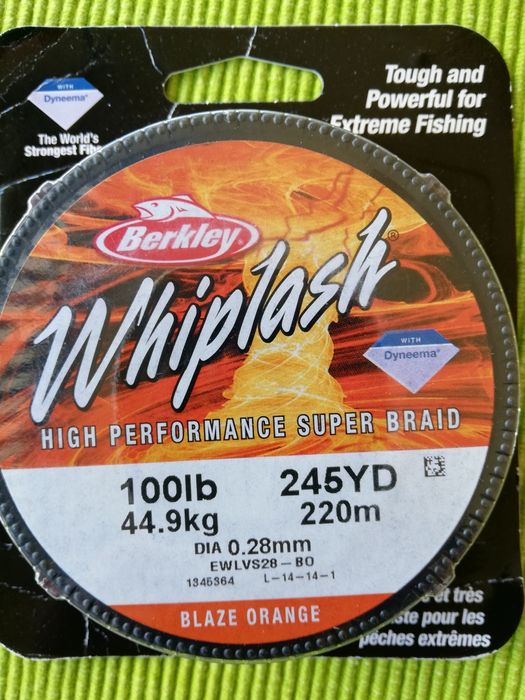 WITH
Dyneema®
The World's
Strongest
Tough and
Powerful for
Extreme Fishing
Berkley
Whiplash®
WITH
Dyneema®
HIGH PERFORMANCE SUPER BRAID
100lb 245YD
44.9kg 220m
DIA 0.28mm
EWLVS28-BO
1345364 L-14-14-1
BLAZE ORANGE
et très
pour les
pêches extrêmes